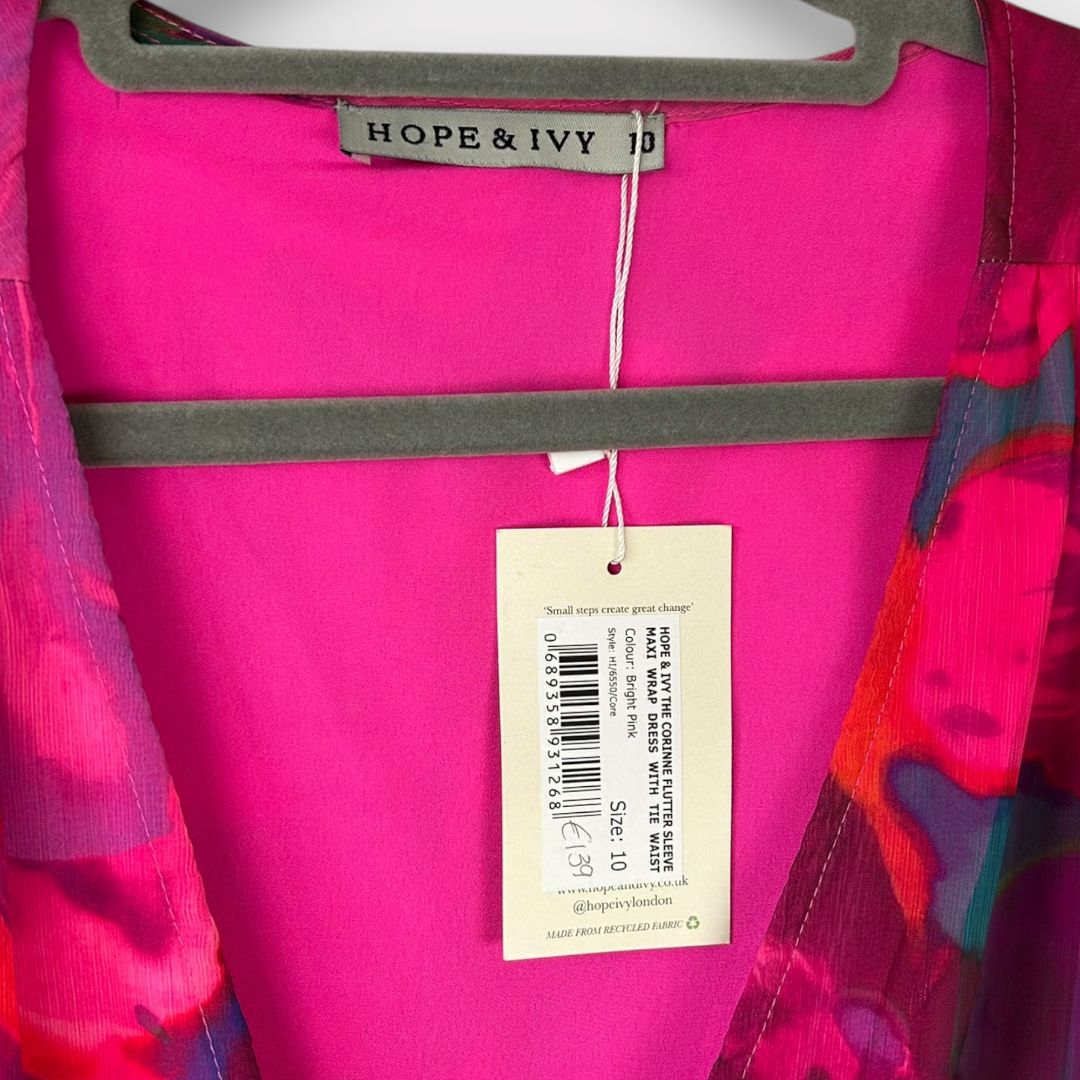 HOPE & IVY 10
'Small steps create great change'
HOPE & IVY THE CORINNE FLUTTER SLEEVE
MAXI WRAP DRESS WITH TIE WAIST
Colour: Bright Pink
Size: 10
Style: HI/6550/Core
0689358931268
€139
www.hopeandivy.co.uk
@hopeivylondon
MADE FROM RECYCLED FABRIC